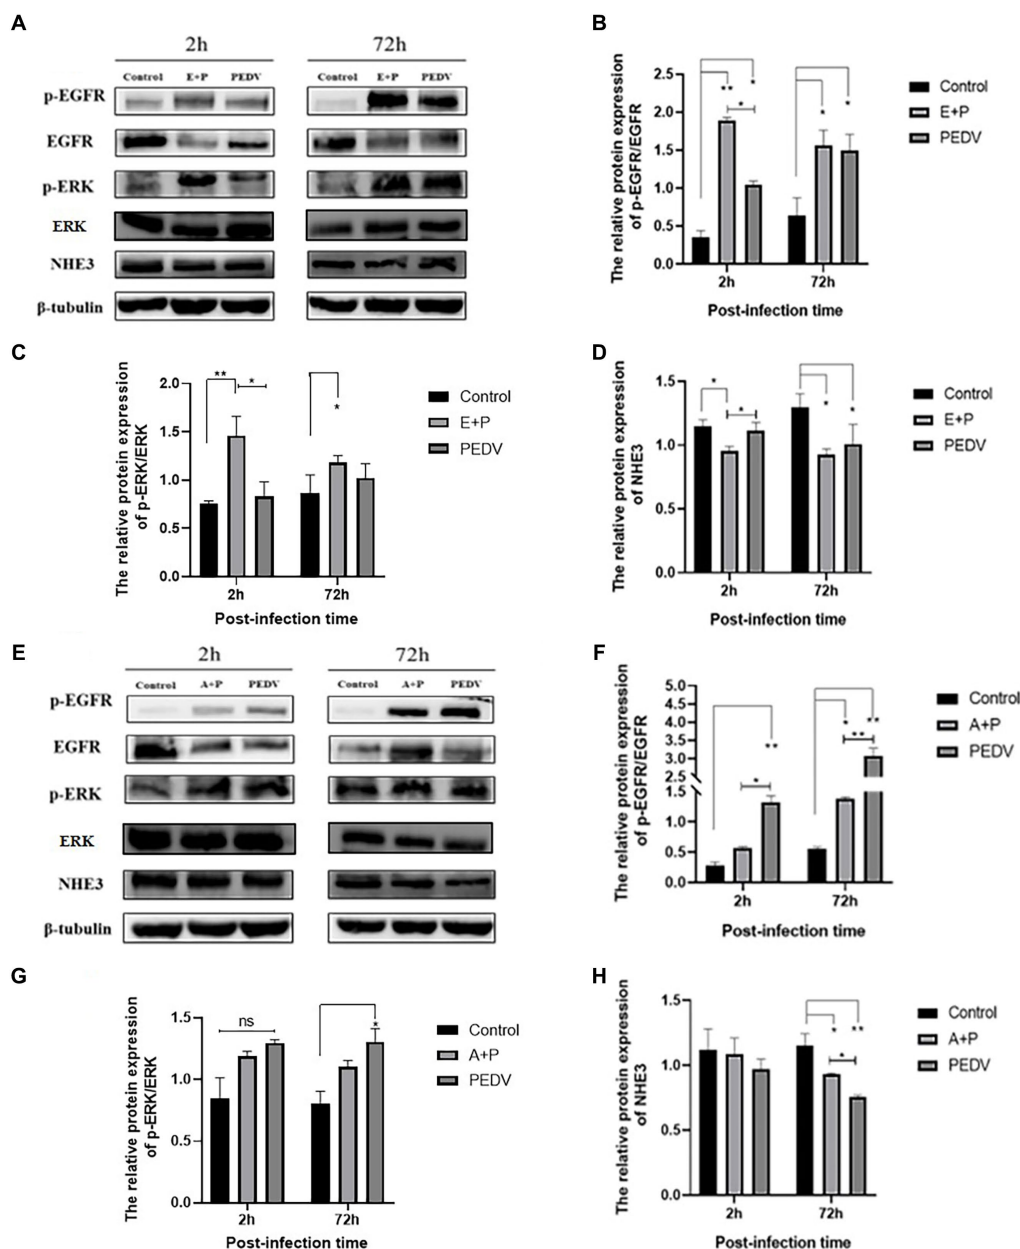 A
2h
72h
Control E+P PEDV
Control E+P PEDV
p-EGFR
EGFR
p-ERK
ERK
NHE3
β-tubulin
B
The relative protein expression
of p-EGFR/EGFR
2.5
2.0
1.5
1.0
0.5
0.0
** * * * *
2h
72h
Post-infection time
Control
E+P
PEDV
C
The relative protein expression
of p-ERK/ERK
2.0
1.5
1.0
0.5
0.0
** * *
2h
72h
Post-infection time
Control
E+P
PEDV
D
The relative protein expression
of NHE3
1.5
1.0
0.5
0.0
* * * *
2h
72h
Post-infection time
Control
E+P
PEDV
E
2h
72h
Control A+P PEDV
Control A+P PEDV
p-EGFR
EGFR
p-ERK
ERK
NHE3
β-tubulin
F
The relative protein expression
of p-EGFR/EGFR
5.0
4.5
4.0
3.5
3.0
2.5
1.5
1.0
0.5
0.0
** * * ** **
2h
72h
Post-infection time
Control
A+P
PEDV
G
The relative protein expression
of p-ERK/ERK
1.5
1.0
0.5
0.0
ns
*
2h
72h
Post-infection time
Control
A+P
PEDV
H
The relative protein expression
of NHE3
1.5
1.0
0.5
0.0
* ** *
2h
72h
Post-infection time
Control
A+P
PEDV